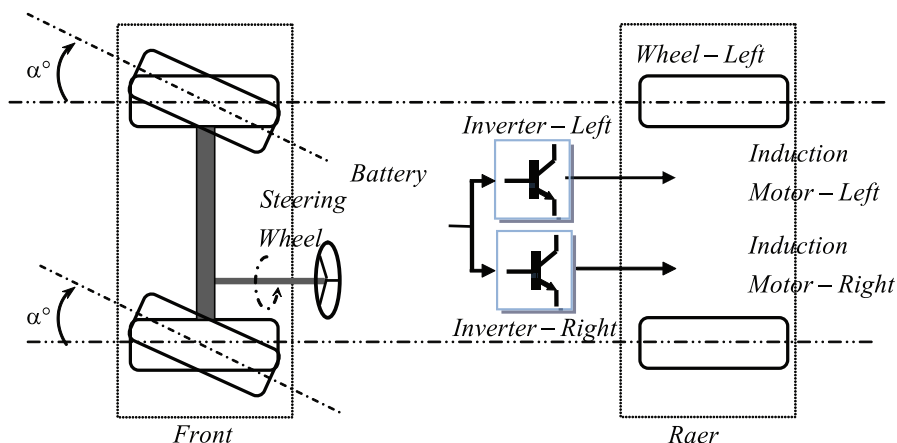 Wheel – Left
α°
Inverter – Left
Battery
Induction
Motor – Left
Steering
Wheel
Induction
Motor – Right
α°
Inverter – Right
Front
Raer